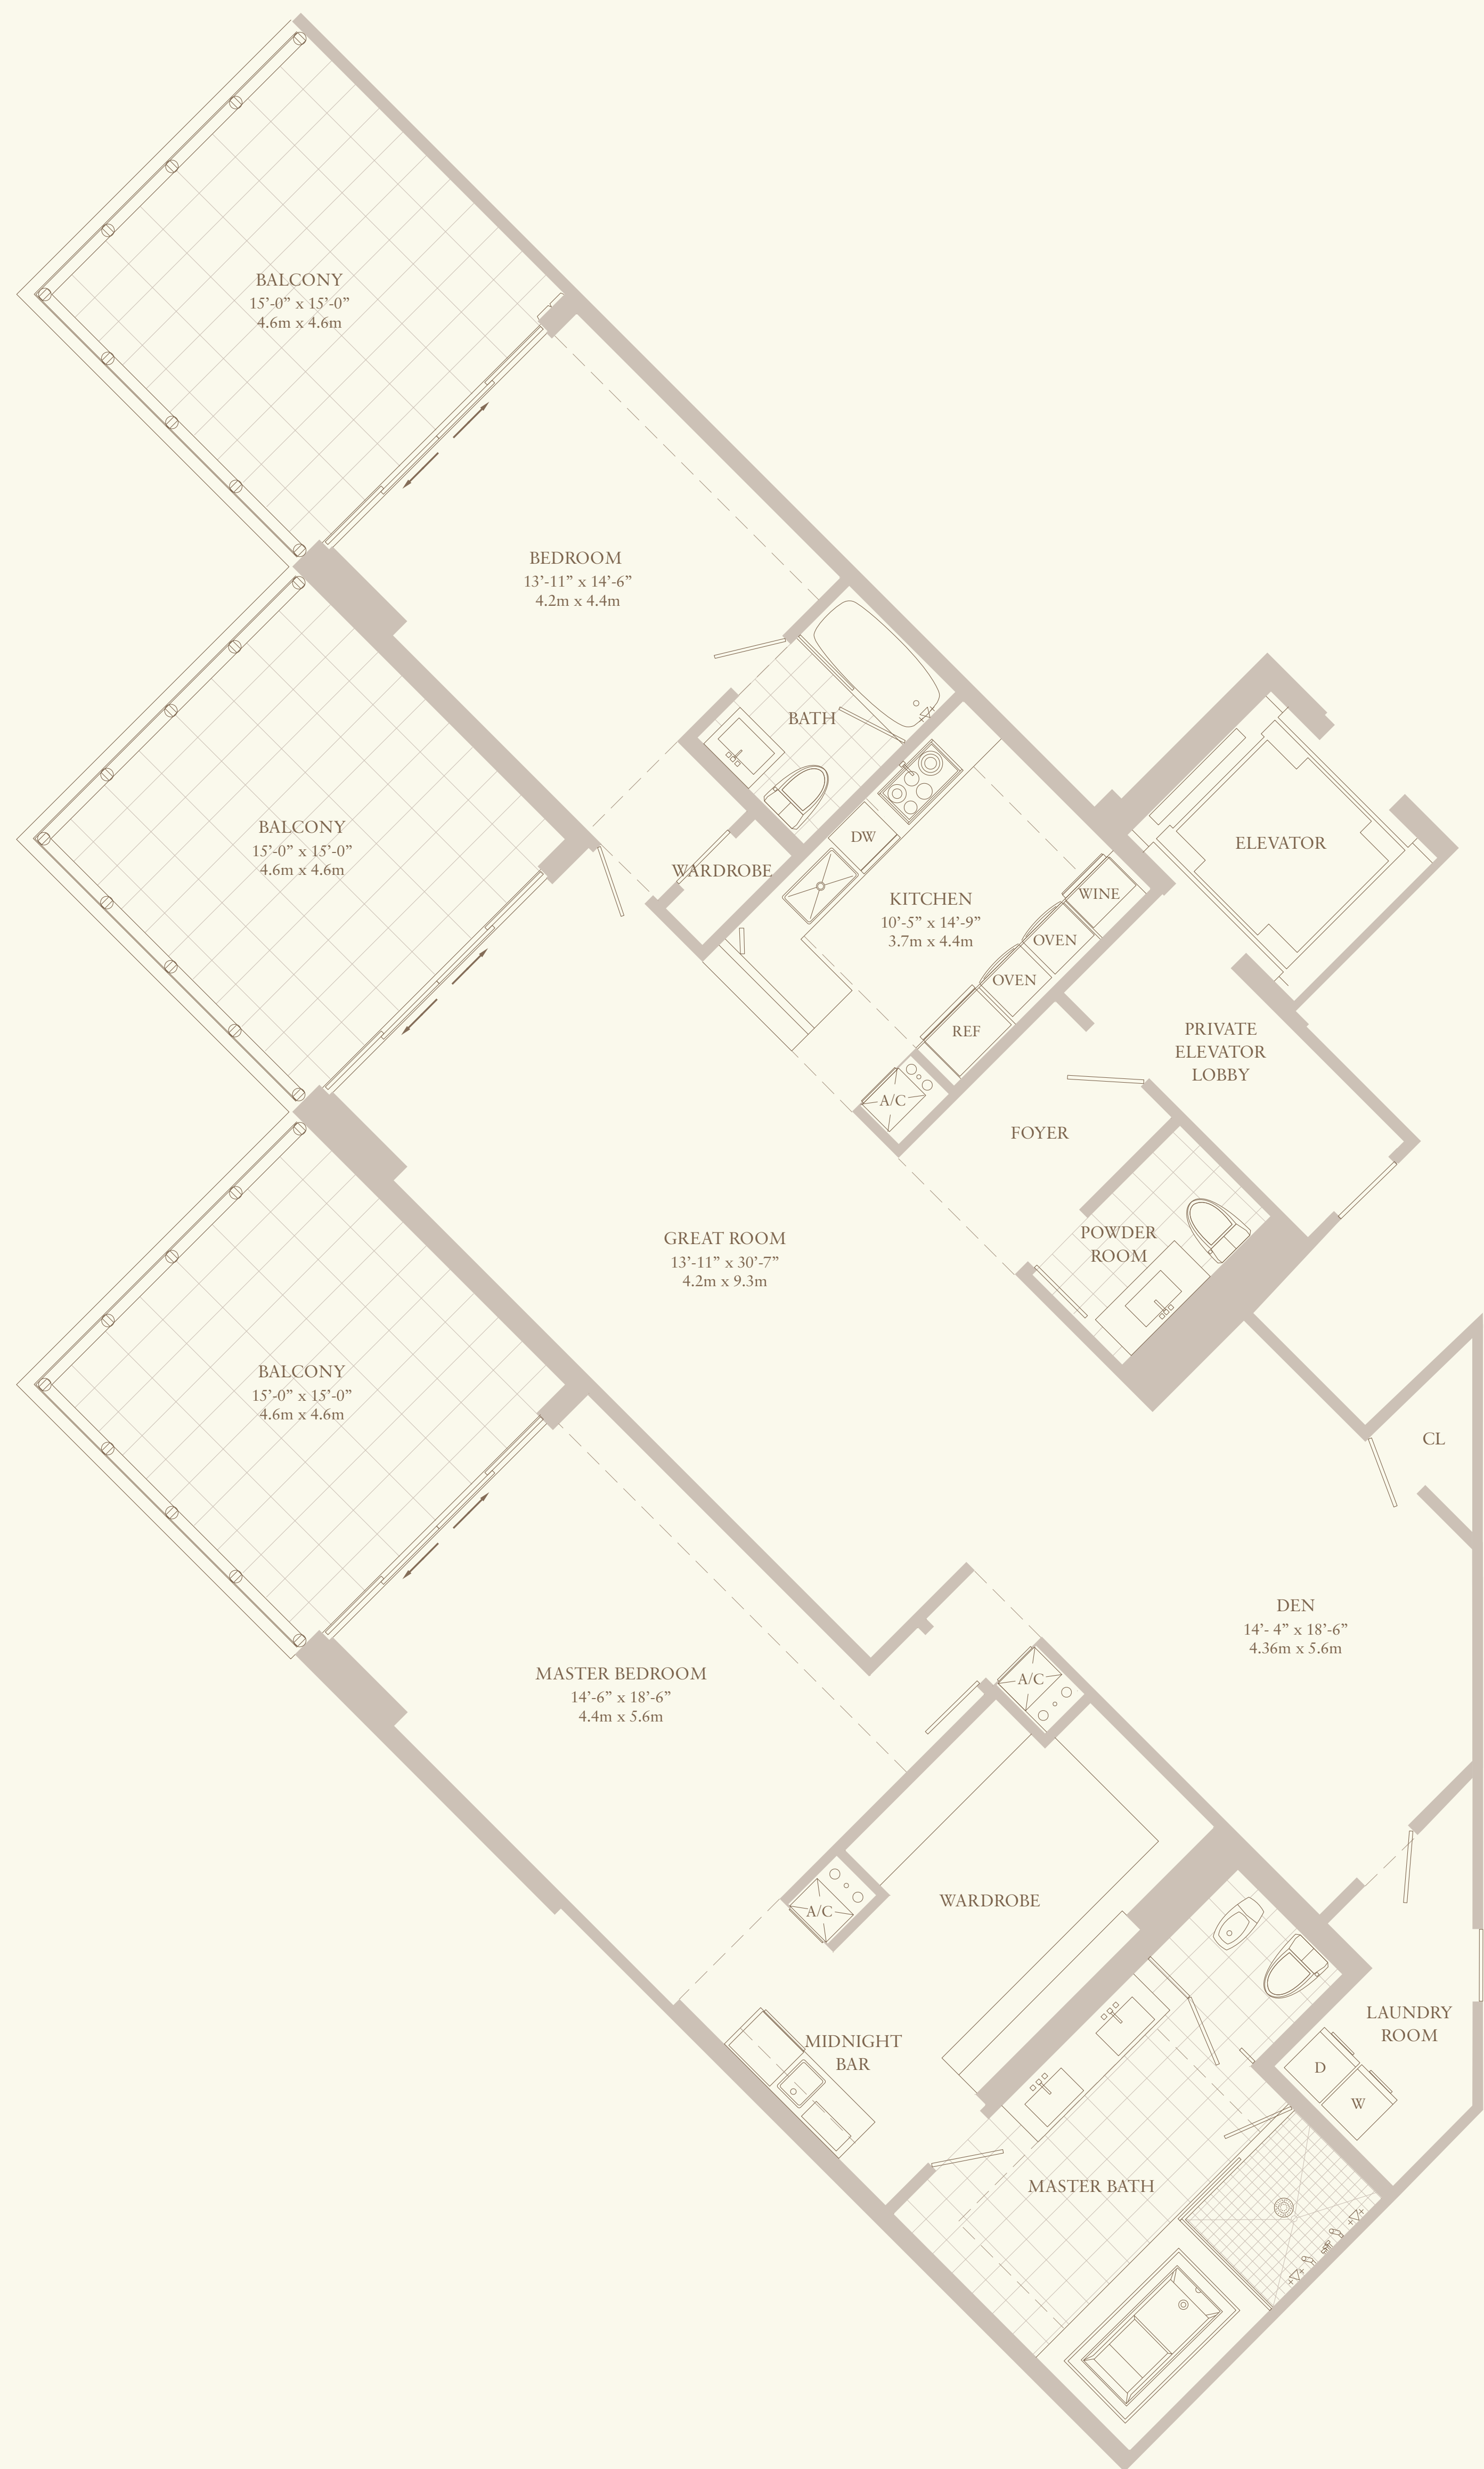 BALCONY
15’-0” x 15’-0”
4.6m x 4.6m
BEDROOM
13’-11” x 14’-6”
4.2m x 4.4m
BATH
WARDROBE
DW
KITCHEN
10’-5” x 14’-9”
3.7m x 4.4m
WINE
OVEN
OVEN
REF
A/C
ELEVATOR
BALCONY
15’-0” x 15’-0”
4.6m x 4.6m
PRIVATE
ELEVATOR
LOBBY
FOYER
POWDER
ROOM
GREAT ROOM
13’-11” x 30’-7”
4.2m x 9.3m
BALCONY
15’-0” x 15’-0”
4.6m x 4.6m
CL
DEN
14’- 4” x 18’-6”
4.36m x 5.6m
MASTER BEDROOM
14’-6” x 18’-6”
4.4m x 5.6m
A/C
WARDROBE
A/C
MIDNIGHT
BAR
LAUNDRY
ROOM
D
W
MASTER BATH